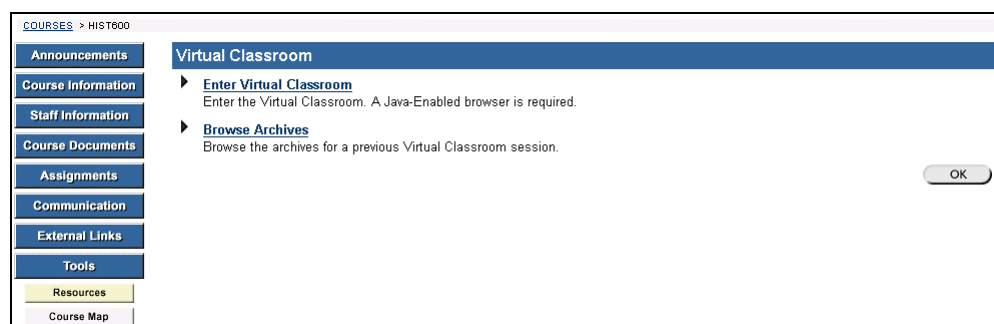 COURSES > HIST600
Announcements
Course Information
Staff Information
Course Documents
Assignments
Communication
External Links
Tools
Resources
Course Map
Virtual Classroom
Enter Virtual Classroom
Enter the Virtual Classroom. A Java-Enabled browser is required.
Browse Archives
Browse the archives for a previous Virtual Classroom session.
OK